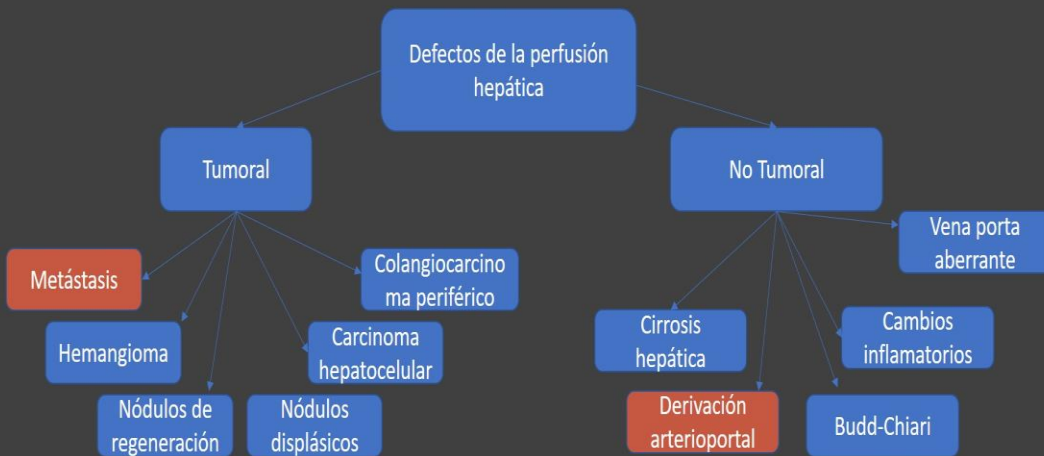 Defectos de la perfusión
hepática
Tumoral
No Tumoral
Metástasis
Hemangioma
Nódulos de
regeneración
Nódulos
displásicos
Carcinoma
hepatocelular
Colangiocarcino
ma periférico
Cirrosis
hepática
Derivación
arterioportal
Budd-Chiari
Cambios
inflamatorios
Vena porta
aberrante